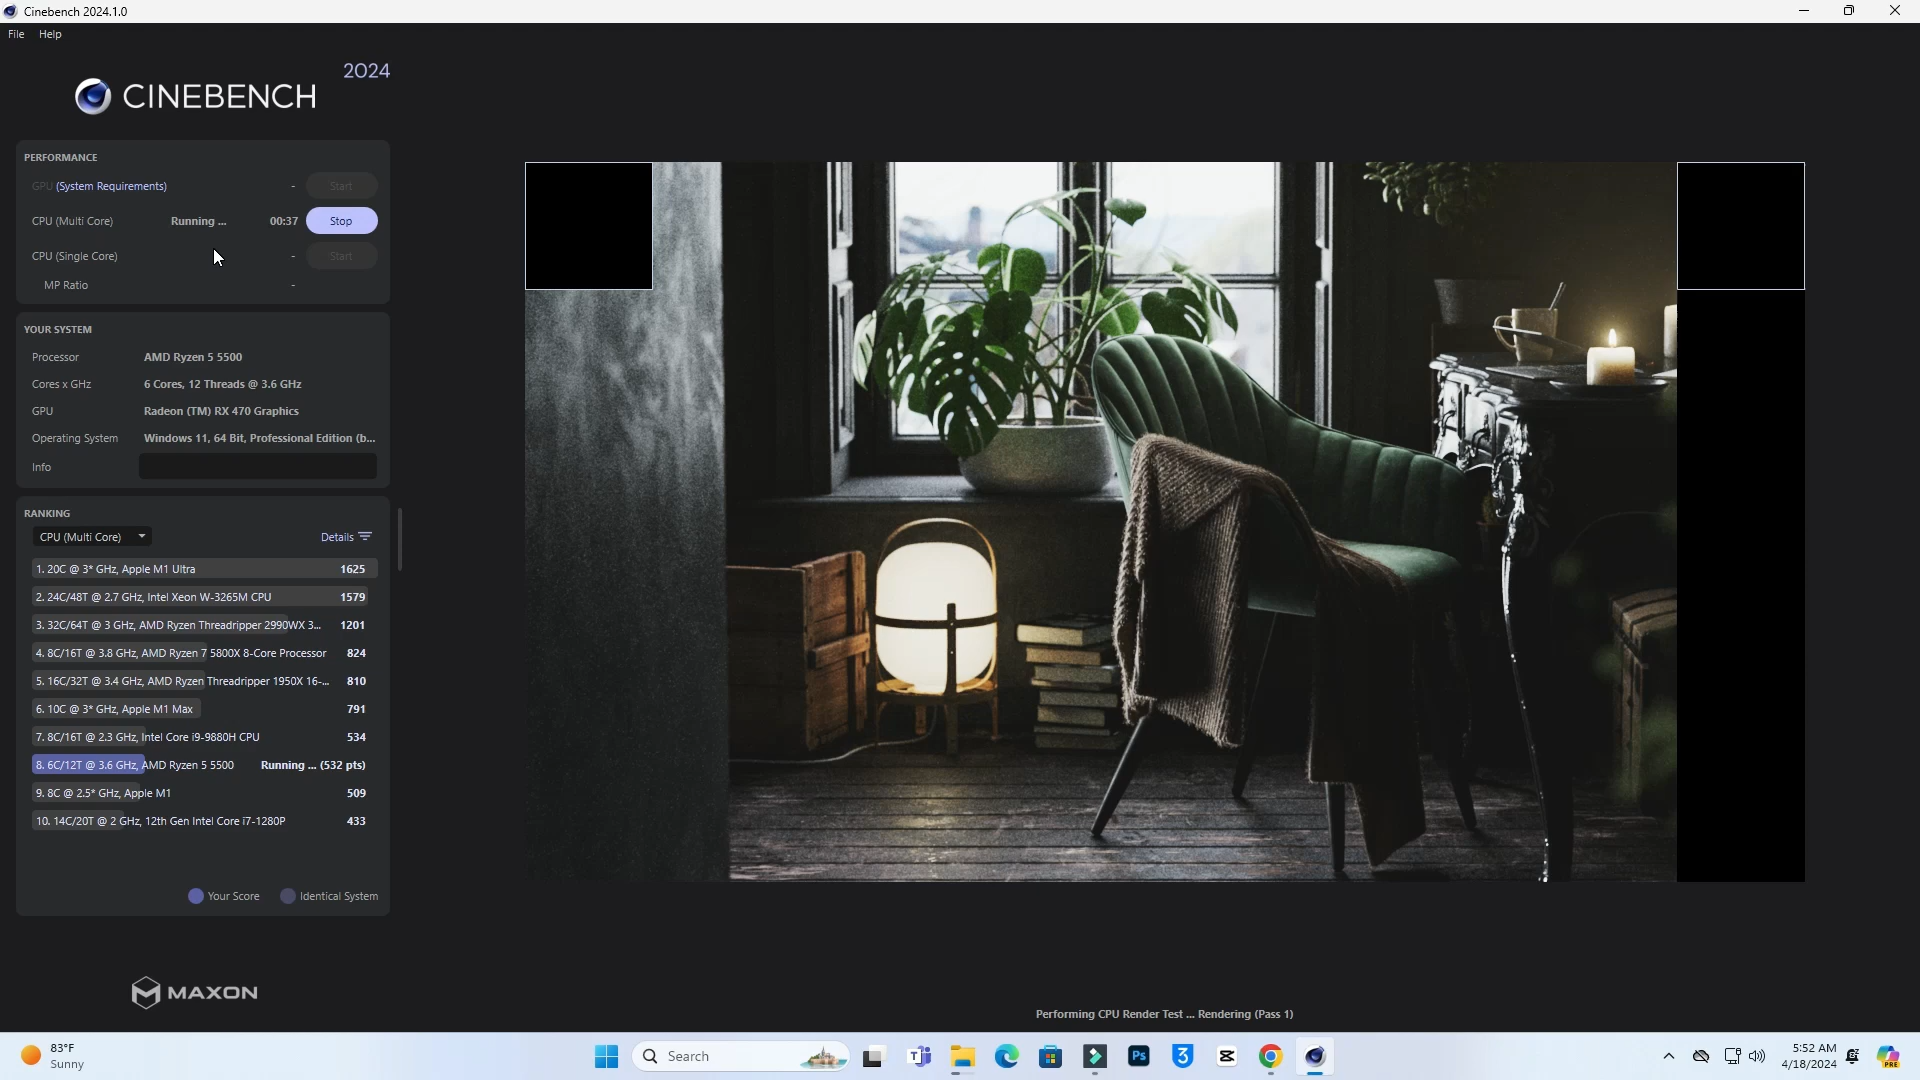 Cinebench 2024.1.0
File Help
CINEBENCH 2024
PERFORMANCE
GPU (System Requirements) - Start
CPU (Multi Core) Running ... 00:37 Stop
CPU (Single Core) - Start
MP Ratio -
YOUR SYSTEM
Processor AMD Ryzen 5 5500
Cores x GHz 6 Cores, 12 Threads @ 3.6 GHz
GPU Radeon (TM) RX 470 Graphics
Operating System Windows 11, 64 Bit, Professional Edition (b...
Info
RANKING
CPU (Multi Core) Details
1. 20C @ 3* GHz, Apple M1 Ultra 1625
2. 24C/48T @ 2.7 GHz, Intel Xeon W-3265M CPU 1579
3. 32C/64T @ 3 GHz, AMD Ryzen Threadripper 2990WX 3... 1201
4. 8C/16T @ 3.8 GHz, AMD Ryzen 7 5800X 8-Core Processor 824
5. 16C/32T @ 3.4 GHz, AMD Ryzen Threadripper 1950X 16-... 810
6. 10C @ 3* GHz, Apple M1 Max 791
7. 8C/16T @ 2.3 GHz, Intel Core i9-9880H CPU 534
8. 6C/12T @ 3.6 GHz, AMD Ryzen 5 5500 Running ... (532 pts)
9. 8C @ 2.5* GHz, Apple M1 509
10. 14C/20T @ 2 GHz, 12th Gen Intel Core i7-1280P 433
Your Score Identical System
MAXON
Performing CPU Render Test ... Rendering (Pass 1)
83°F
Sunny
Search
T
Ps
3
5:52 AM
4/18/2024
PRE